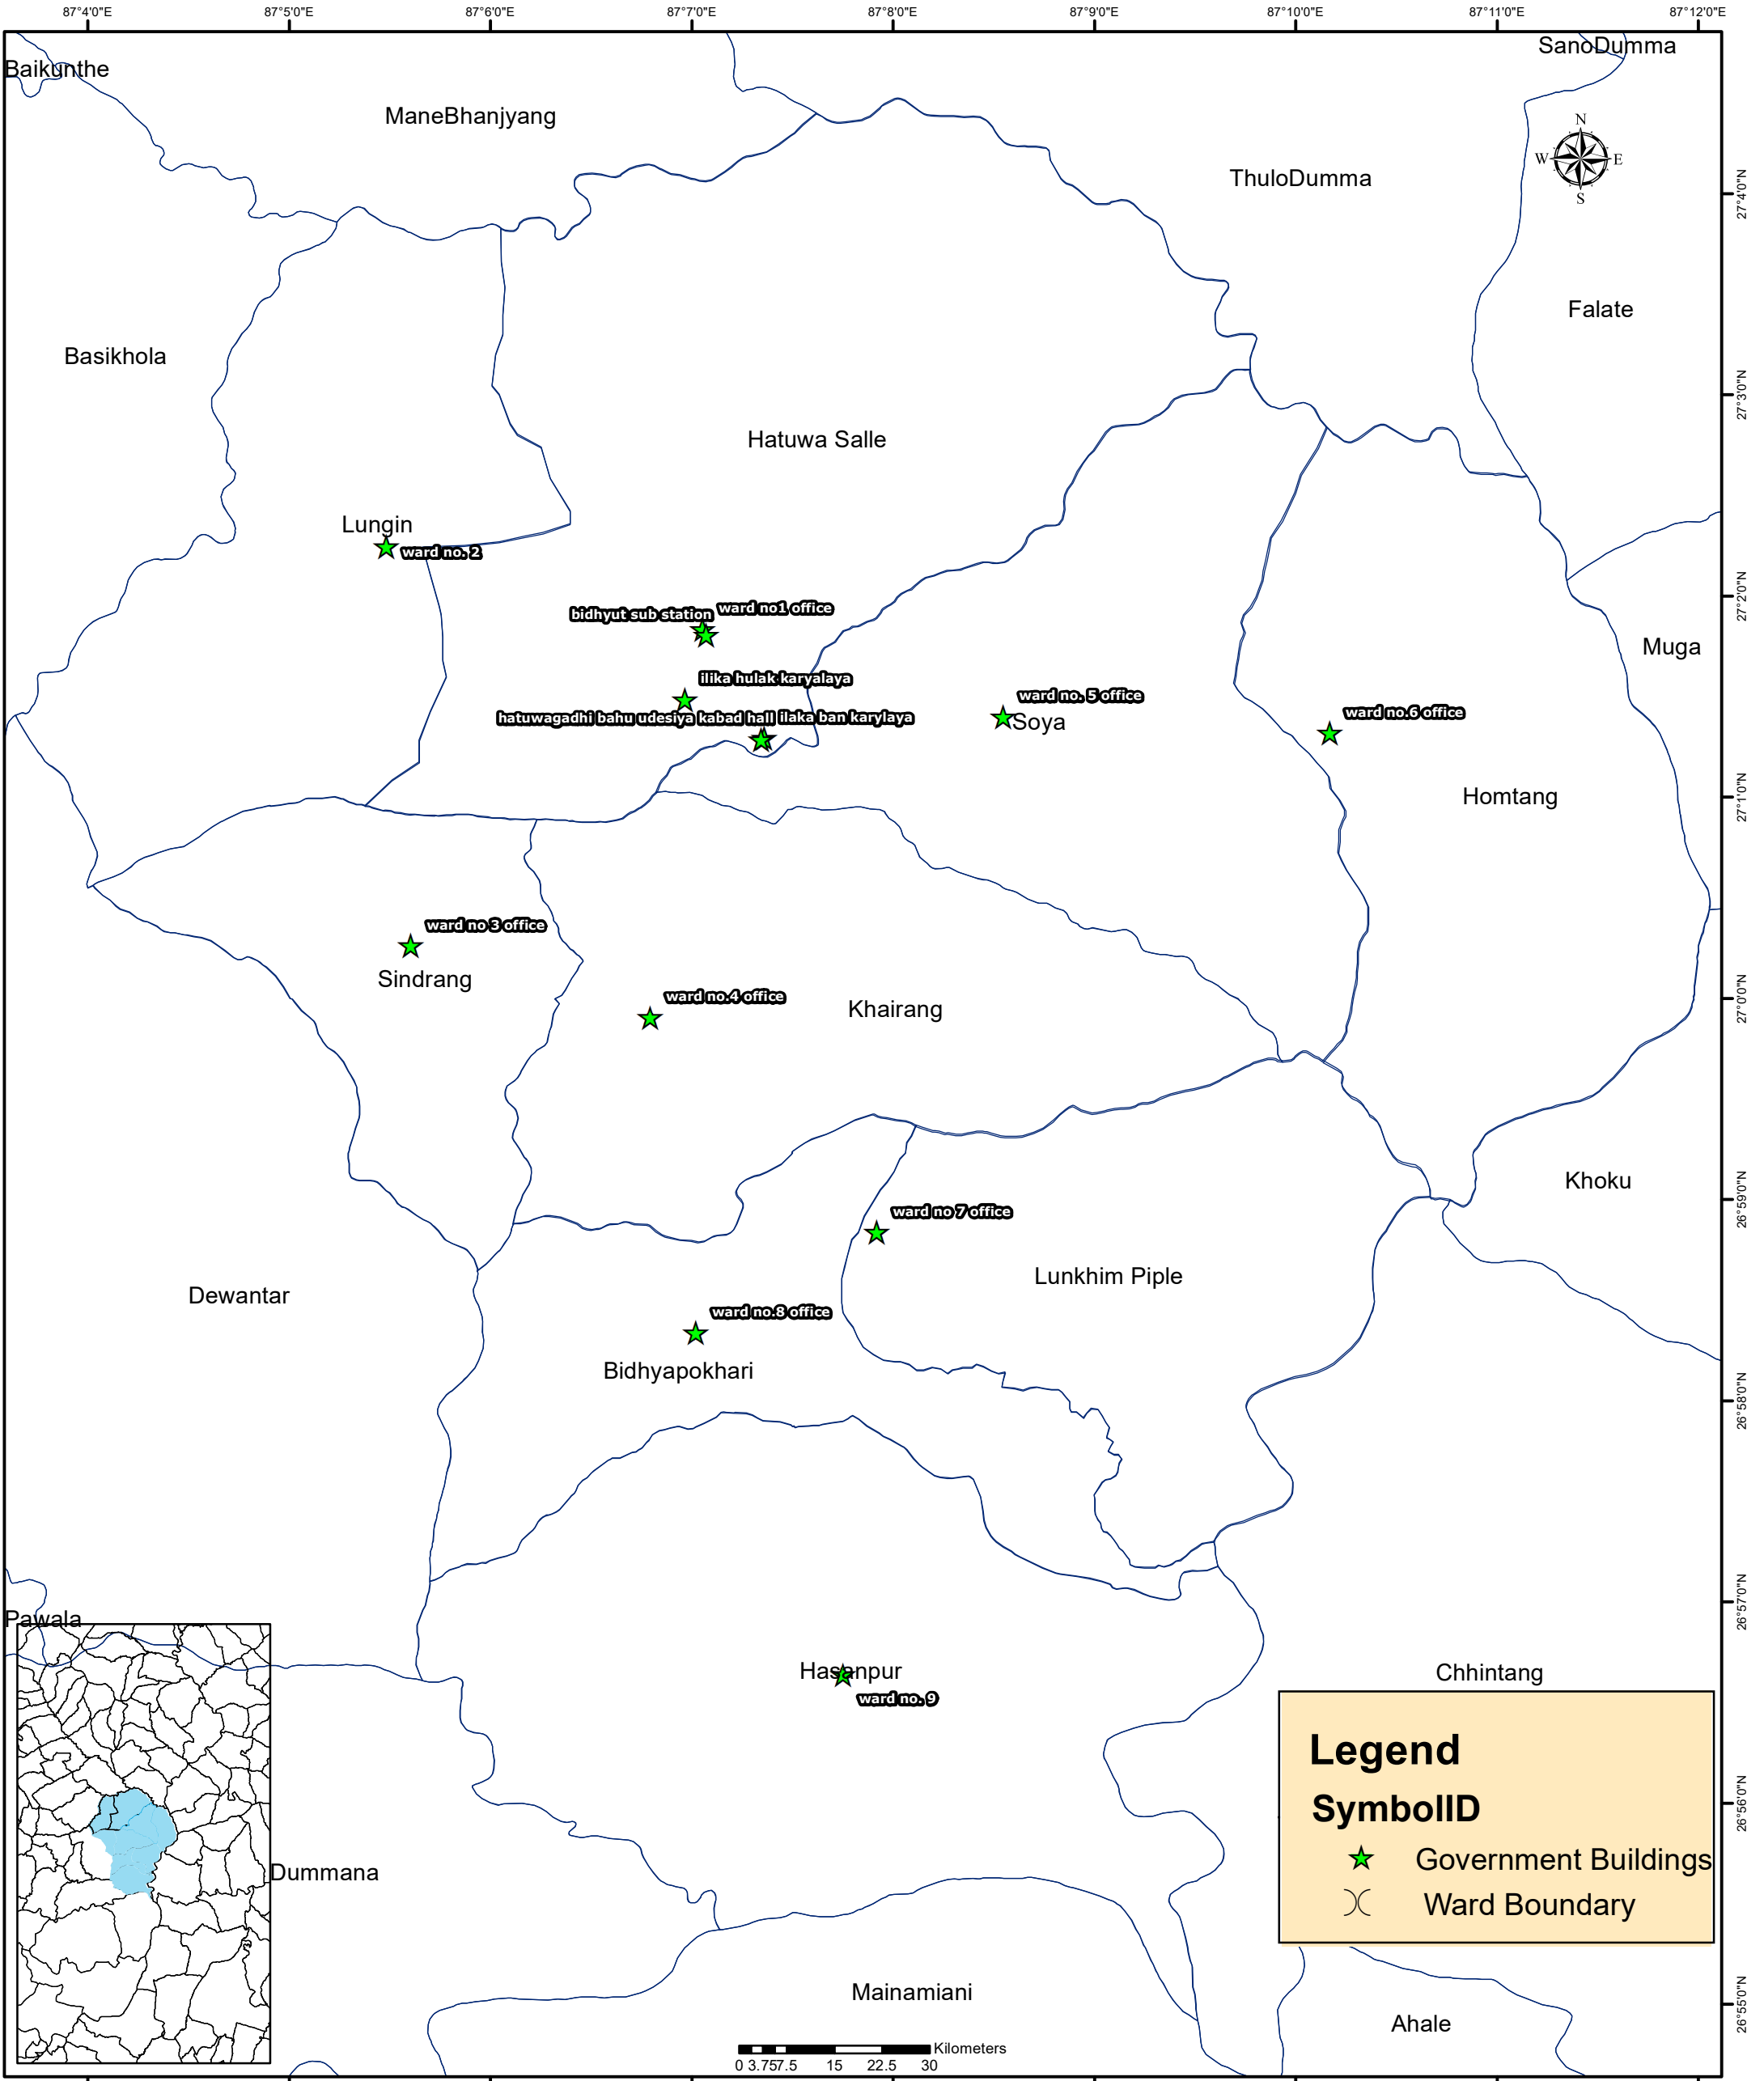 87°4'0"E 87°5'0"E 87°6'0"E 87°7'0"E 87°8'0"E 87°9'0"E 87°10'0"E 87°11'0"E 87°12'0"E
SanoDumma
Baikunthe
ManeBhanjyang
N
W E
S
ThuloDumma
27°4'0"N
Falate
Basikhola
27°3'0"N
Hatuwa Salle
Lungin
ward no. 2
27°2'0"N
bidhyut sub station ward no1 office
Muga
ilika hulak karyalaya
ward no. 5 office
hatuwagadhi bahu udesiya kabad hall ilaka ban karylaya
Soya
ward no.6 office
Homtang
27°1'0"N
ward no 3 office
Sindrang
ward no.4 office
Khairang
27°0'0"N
Khoku
26°59'0"N
ward no 7 office
Lunkhim Piple
Dewantar
ward no.8 office
Bidhyapokhari
26°58'0"N
26°57'0"N
Pawala
Hasanpur
Chhintang
ward no. 9
Legend
SymbolID
26°56'0"N
Government Buildings
Dummana
Ward Boundary
Mainamiani
26°55'0"N
Ahale
Kilometers
0 3.757.5 15 22.5 30